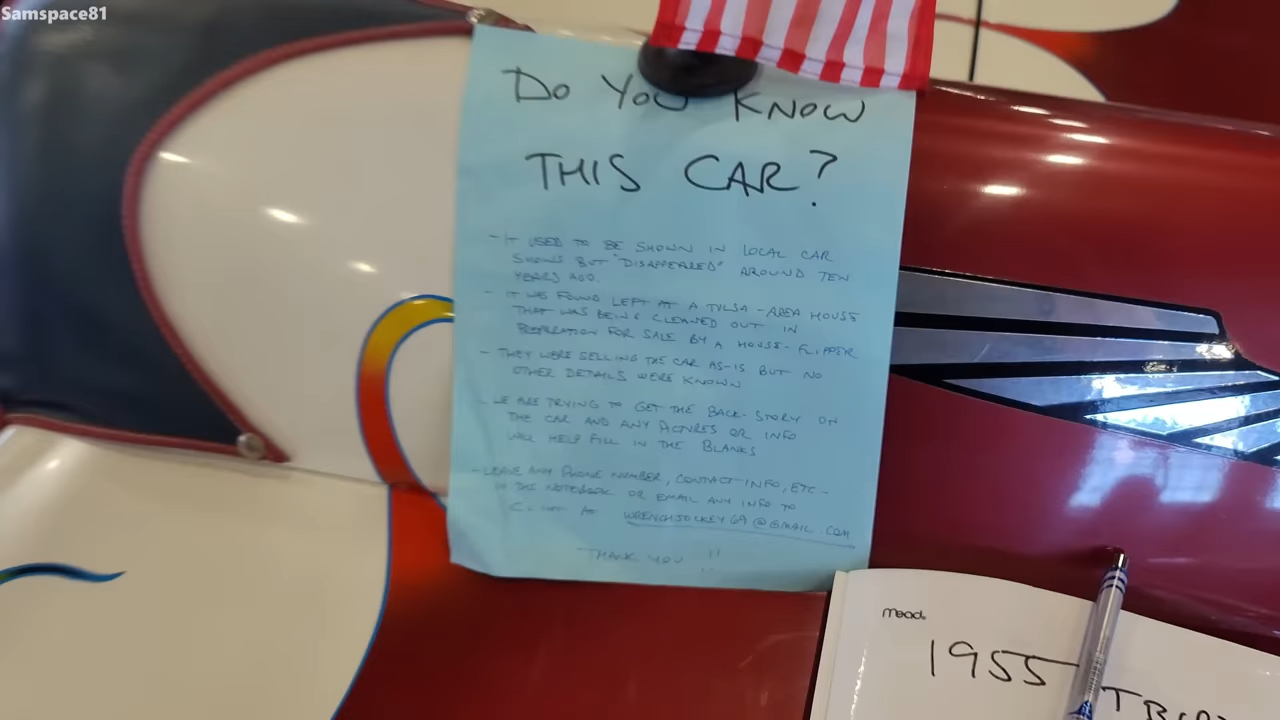 Samspace81
DO YOU KNOW
THIS CAR?
- IT USED TO BE SHOWN IN LOCAL CAR
SHOWS BUT "DISAPPEARED" AROUND TEN
YEARS AGO.
- IT WS FOUND LEFT AT A TULSA-AREA HOUSE
THAT WAS BEING CLEANED OUT IN
PREPARATION FOR SALE BY A HOUSE-FLIPPER
- THEY WERE SELLING THE CAR AS-IS BUT NO
OTHER DETAILS WERE KNOWN
- WE ARE TRYING TO GET THE BACK-STORY ON
THE CAR AND ANY PICTURES OR INFO
WILL HELP FILL IN THE BLANKS
- LEAVE ANY PHONE NUMBER, CONTACT INFO, ETC -
IN THE NOTEBOOK OR EMAIL ANY INFO TO
AT WRENCHJOCKEY69@GMAIL.COM
THANK YOU !!
Mead
1955